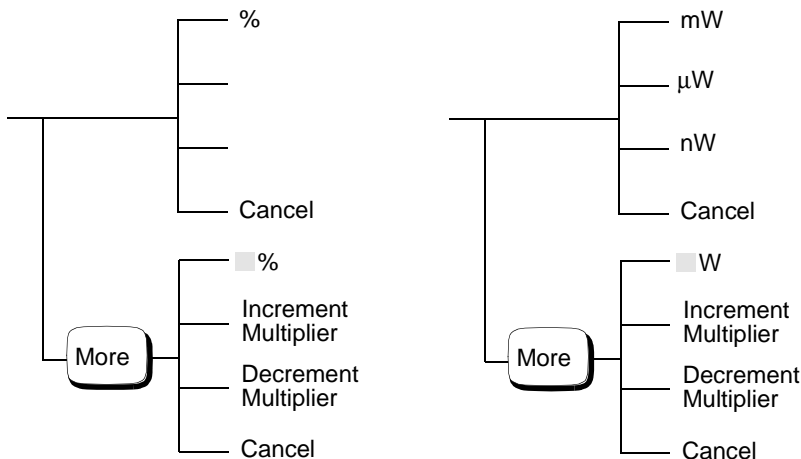 %
Cancel
%
Increment
Multiplier
More
Decrement
Multiplier
Cancel
mW
μW
nW
Cancel
W
Increment
Multiplier
More
Decrement
Multiplier
Cancel